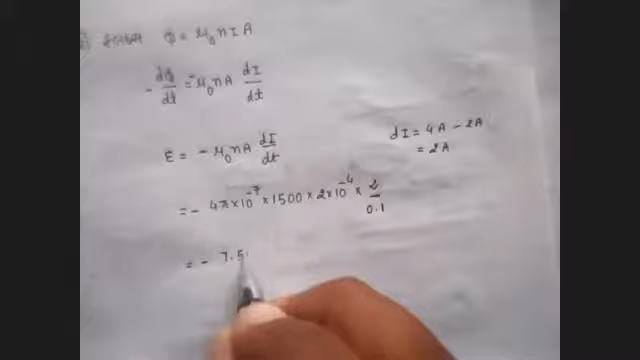 Φ = μ₀nIA
- dΦ/dt = -μ₀nA dI/dt
dI = 4A - 2A
= 2A
ε = - μ₀nA dI/dt
= - 4π×10⁻⁷×1500×2×10⁻⁴× 2/0.1
= - 7.5